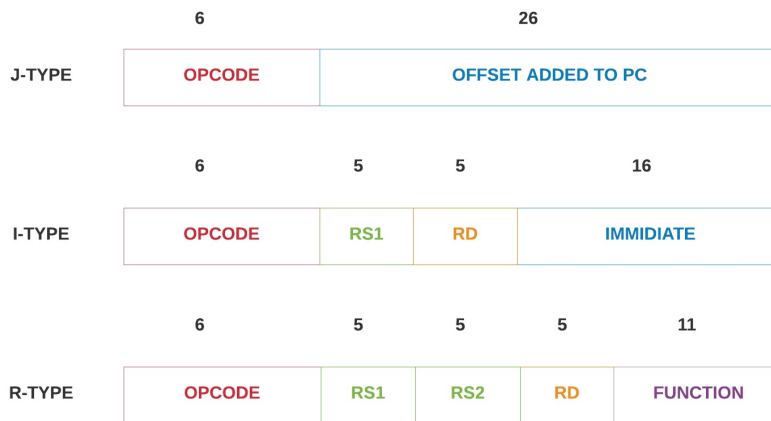 6 26
J-TYPE OPCODE OFFSET ADDED TO PC
6 5 5 16
I-TYPE OPCODE RS1 RD IMMIDIATE
6 5 5 5 11
R-TYPE OPCODE RS1 RS2 RD FUNCTION